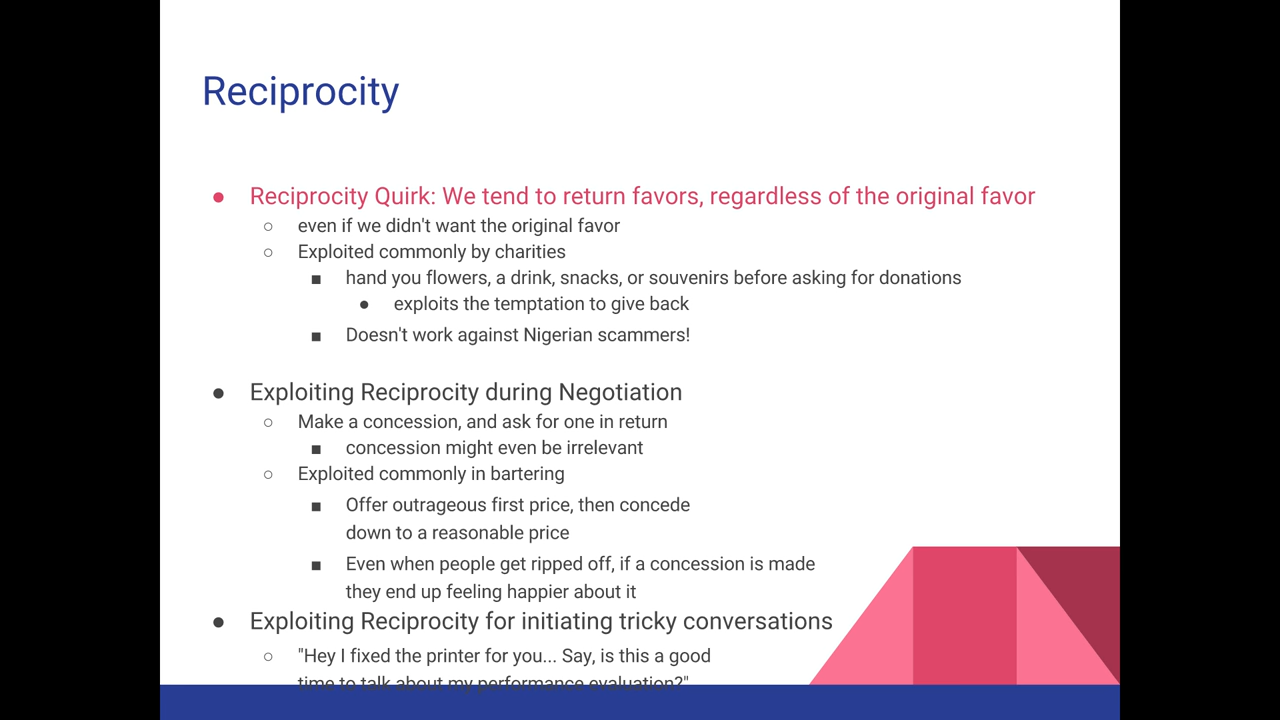 Reciprocity
● Reciprocity Quirk: We tend to return favors, regardless of the original favor
○ even if we didn't want the original favor
○ Exploited commonly by charities
■ hand you flowers, a drink, snacks, or souvenirs before asking for donations
● exploits the temptation to give back
■ Doesn't work against Nigerian scammers!
● Exploiting Reciprocity during Negotiation
○ Make a concession, and ask for one in return
■ concession might even be irrelevant
○ Exploited commonly in bartering
■ Offer outrageous first price, then concede
down to a reasonable price
■ Even when people get ripped off, if a concession is made
they end up feeling happier about it
● Exploiting Reciprocity for initiating tricky conversations
○ "Hey I fixed the printer for you... Say, is this a good
time to talk about my performance evaluation?"